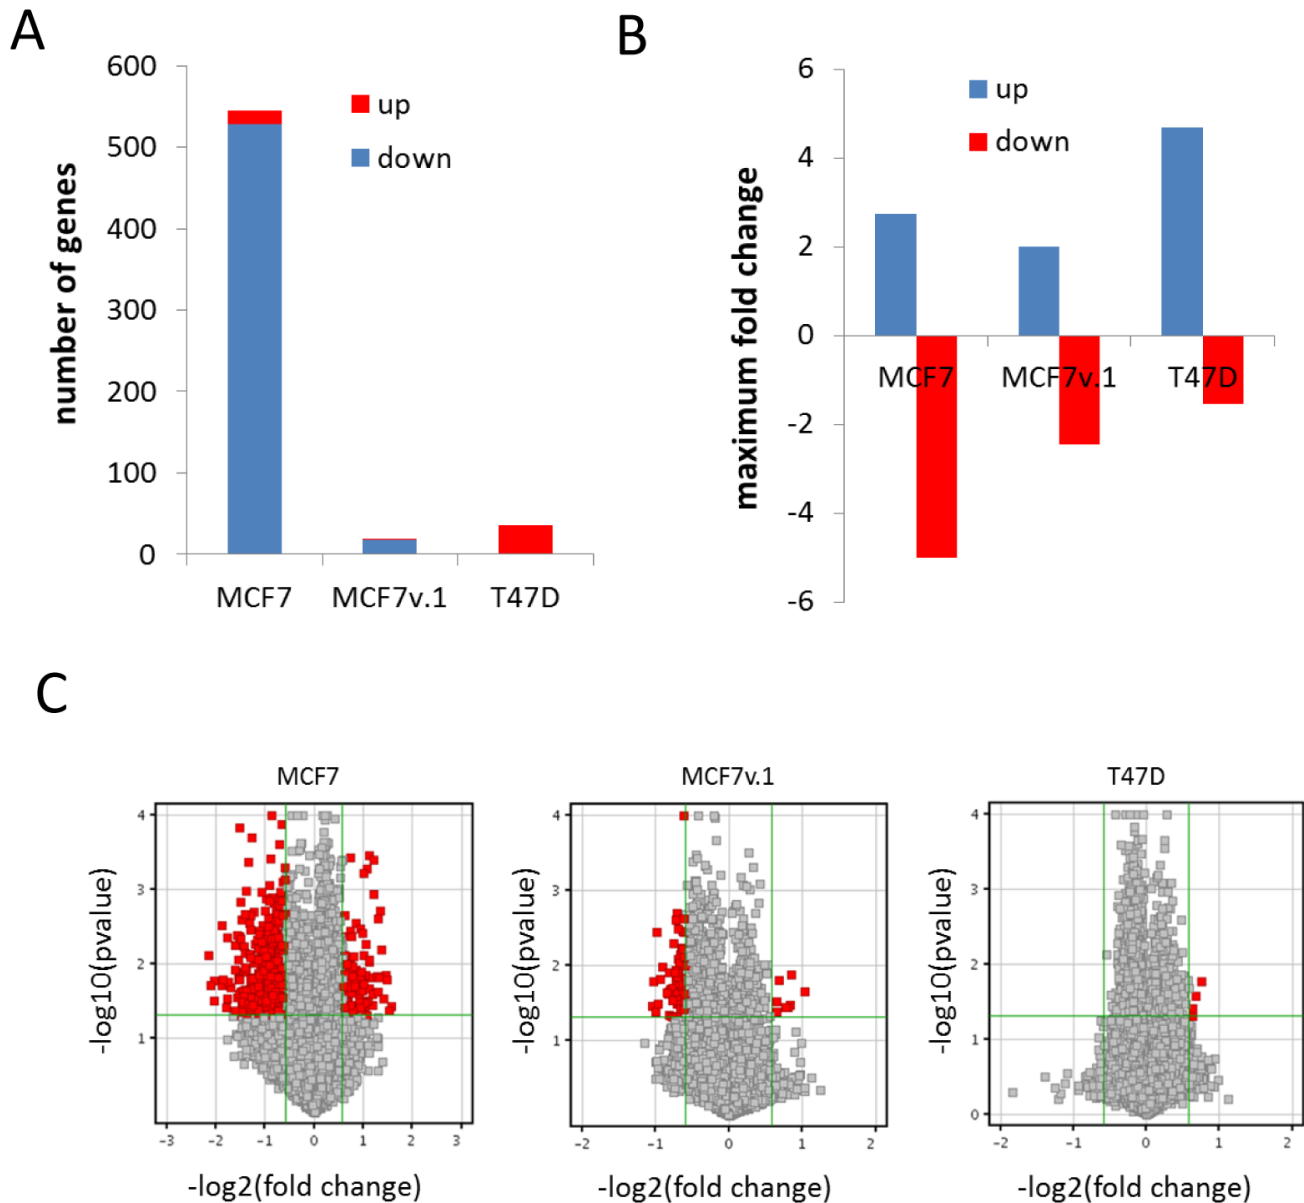 A
number of genes
600
500
400
300
200
100
0
up
down
MCF7 MCF7v.1 T47D
B
maximum fold change
6
4
2
0
-2
-4
-6
up
down
MCF7 MCF7v.1 T47D
C
MCF7
-log10(pvalue)
4
3
2
1
-3 -2 -1 0 1 2 3
-log2(fold change)
MCF7v.1
-log10(pvalue)
4
3
2
1
0
-2 -1 0 1 2
-log2(fold change)
T47D
-log10(pvalue)
4
3
2
1
0
-2 -1 0 1 2
-log2(fold change)